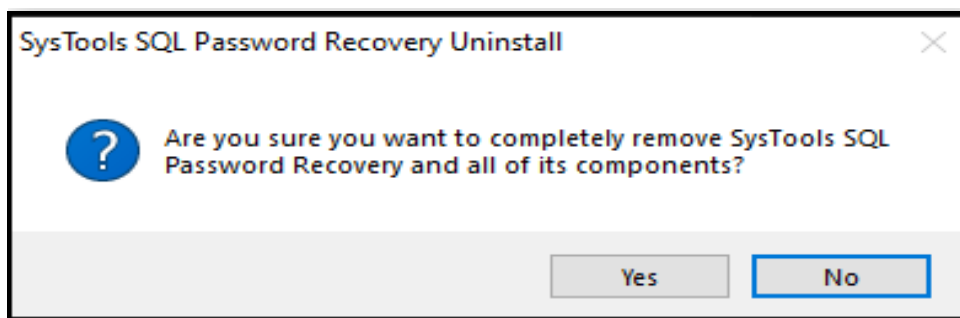 SysTools SQL Password Recovery Uninstall
?
Are you sure you want to completely remove SysTools SQL
Password Recovery and all of its components?
Yes No